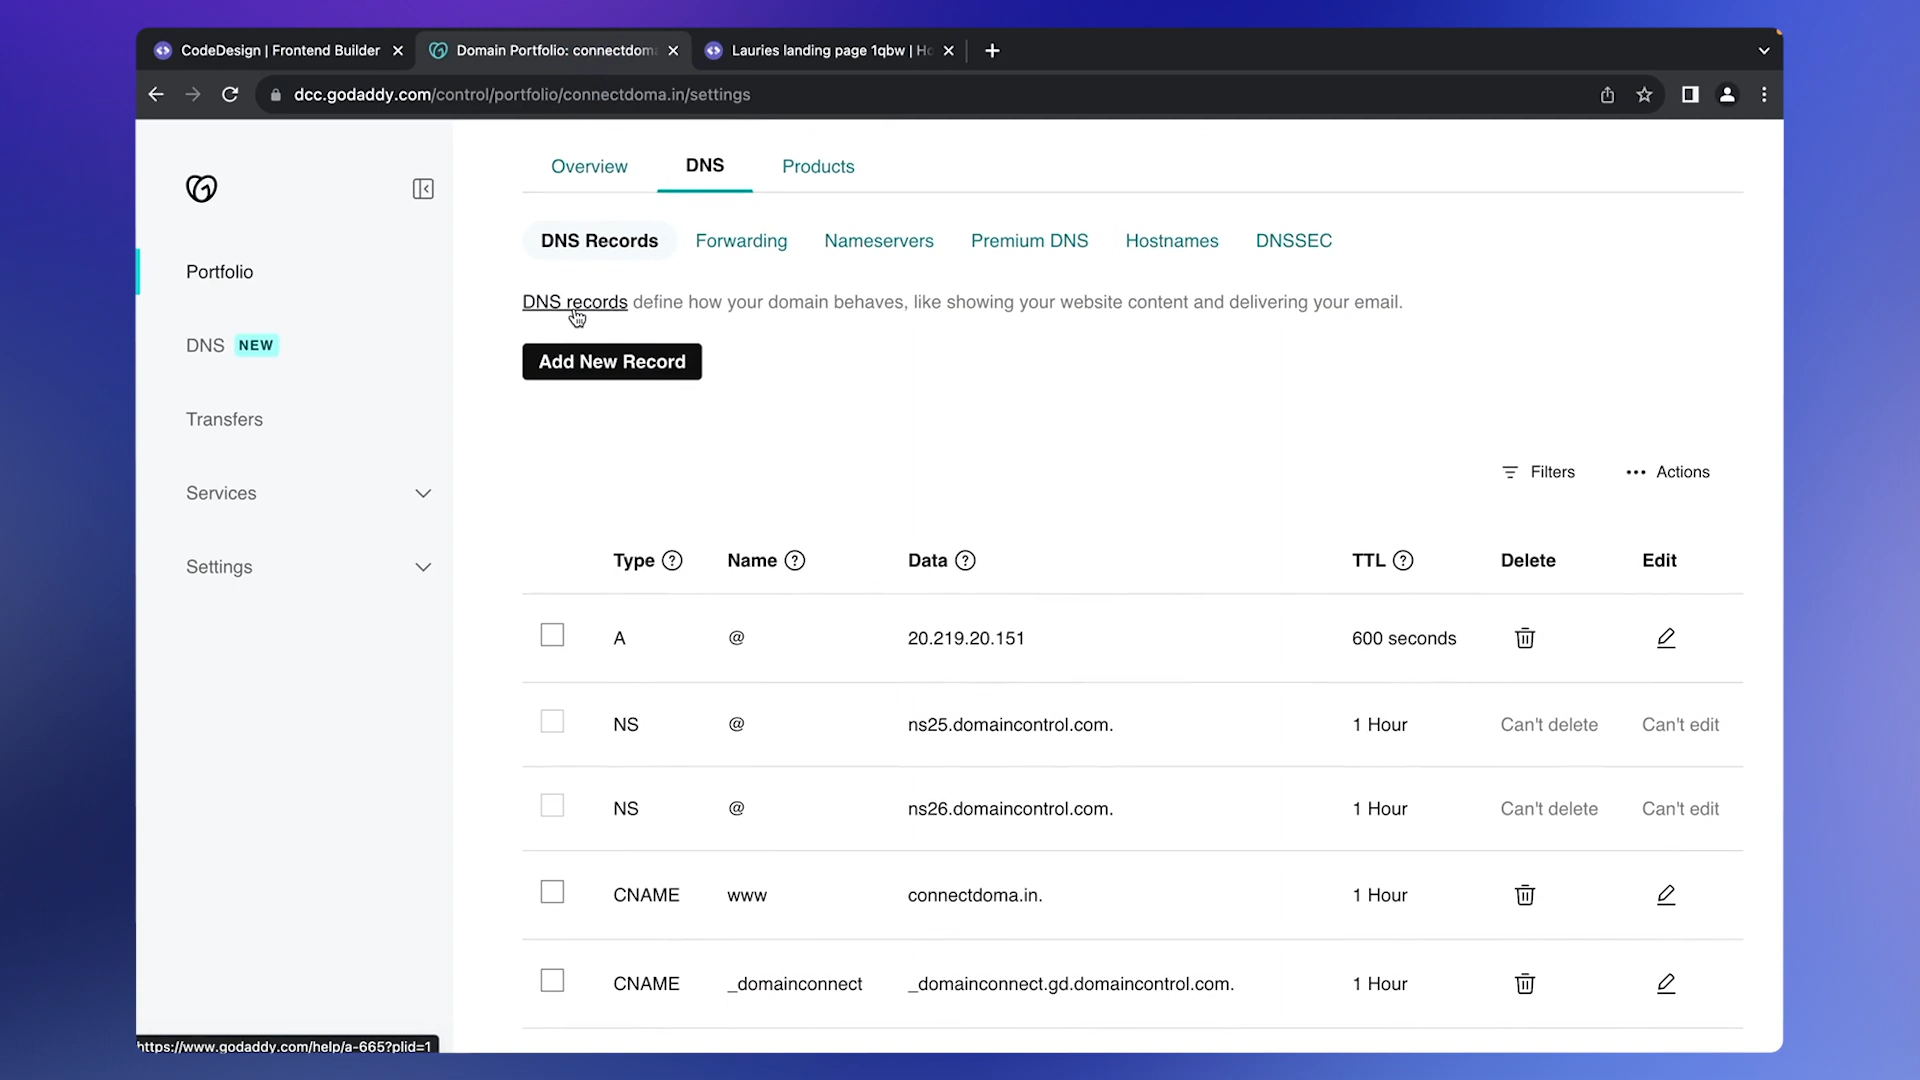 CodeDesign | Frontend Builder
Domain Portfolio: connectdoma
Lauries landing page 1qbw | Ho
dcc.godaddy.com/control/portfolio/connectdoma.in/settings
Overview
DNS
Products
DNS Records
Forwarding
Nameservers
Premium DNS
Hostnames
DNSSEC
Portfolio
DNS NEW
Transfers
Services
Settings
DNS records define how your domain behaves, like showing your website content and delivering your email.
Add New Record
Filters
Actions
Type ? Name ? Data ? TTL ? Delete Edit
A @ 20.219.20.151 600 seconds
NS @ ns25.domaincontrol.com. 1 Hour Can't delete Can't edit
NS @ ns26.domaincontrol.com. 1 Hour Can't delete Can't edit
CNAME www connectdoma.in. 1 Hour
CNAME _domainconnect _domainconnect.gd.domaincontrol.com. 1 Hour
https://www.godaddy.com/help/a-665?plid=1